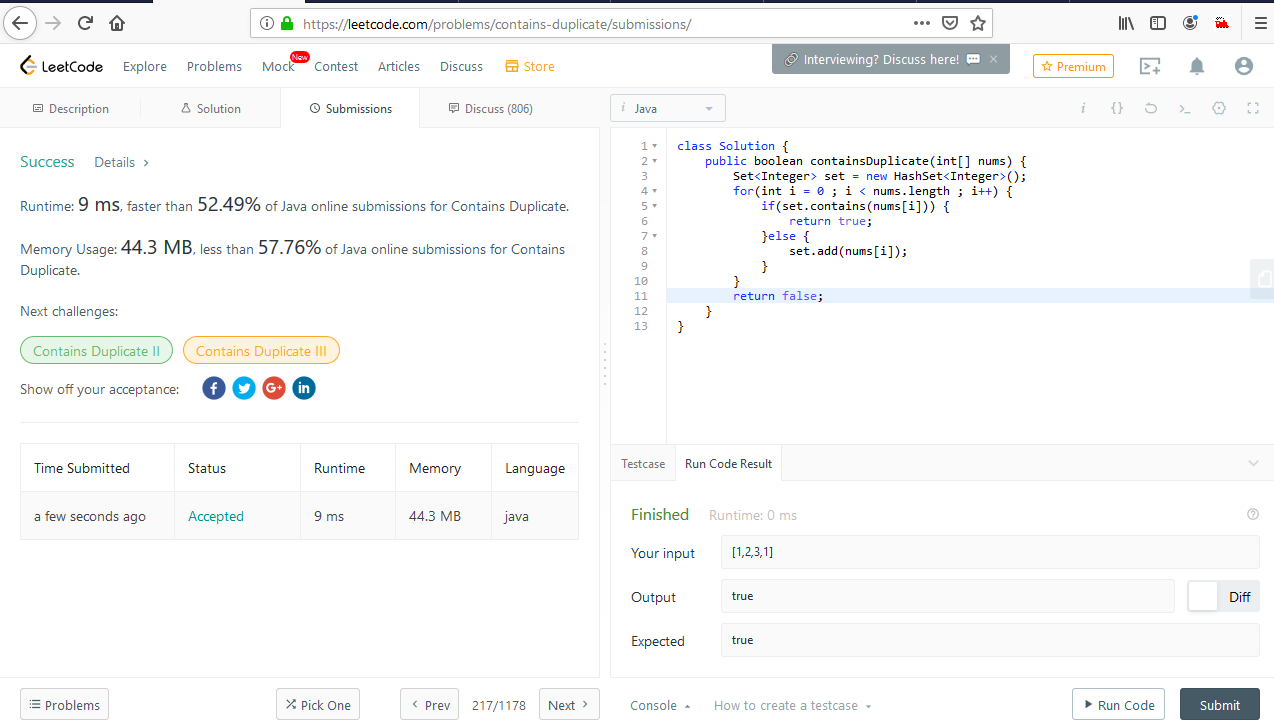 https://leetcode.com/problems/contains-duplicate/submissions/
LeetCode Explore Problems Mock New Contest Articles Discuss Store
Interviewing? Discuss here! ×
Premium
Description Solution Submissions Discuss (806)
i Java
Success Details >
Runtime: 9 ms, faster than 52.49% of Java online submissions for Contains Duplicate.
Memory Usage: 44.3 MB, less than 57.76% of Java online submissions for Contains
Duplicate.
Next challenges:
Contains Duplicate II Contains Duplicate III
Show off your acceptance: f G+ in
Time Submitted Status Runtime Memory Language
a few seconds ago Accepted 9 ms 44.3 MB java
Problems Pick One < Prev 217/1178 Next >
i {} >_
1 class Solution {
2 public boolean containsDuplicate(int[] nums) {
3 Set<Integer> set = new HashSet<Integer>();
4 for(int i = 0 ; i < nums.length ; i++) {
5 if(set.contains(nums[i])) {
6 return true;
7 }else {
8 set.add(nums[i]);
9 }
10 }
11 return false;
12 }
13 }
Testcase Run Code Result
Finished Runtime: 0 ms
Your input [1,2,3,1]
Output true Diff
Expected true
Console How to create a testcase Run Code Submit